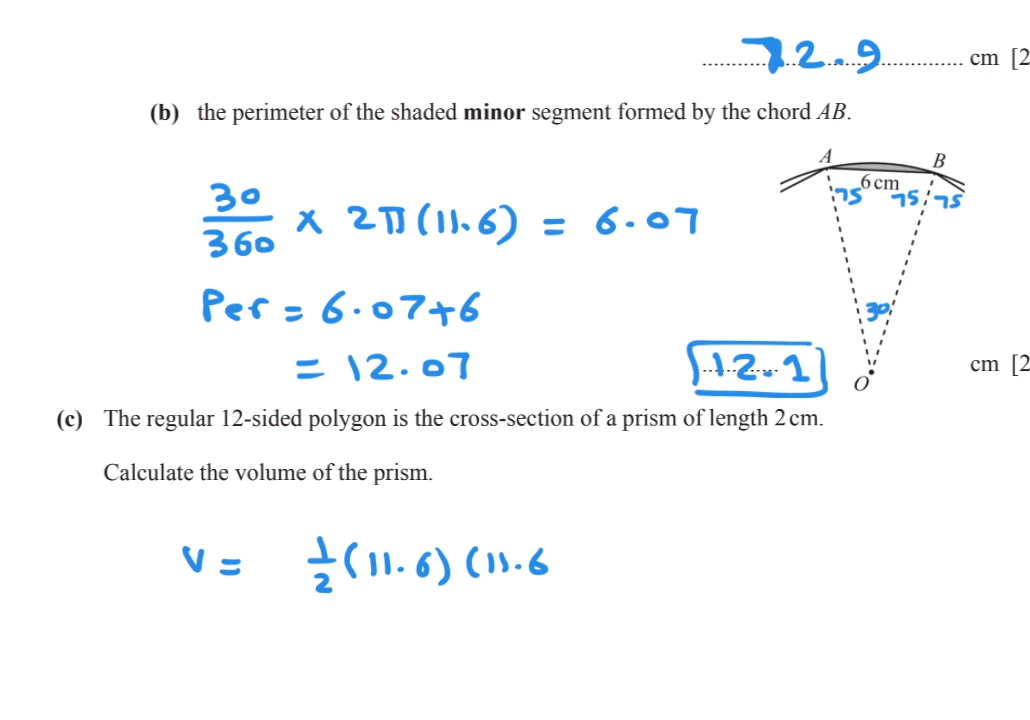 72.9 cm [2
(b) the perimeter of the shaded minor segment formed by the chord AB.
A B
6 cm
75 75 75
30/360 × 2π(11.6) = 6.07
Per = 6.07+6
30
= 12.07
12.1 cm [2
O
(c) The regular 12-sided polygon is the cross-section of a prism of length 2 cm.
Calculate the volume of the prism.
V = 1/2 (11.6) (11.6